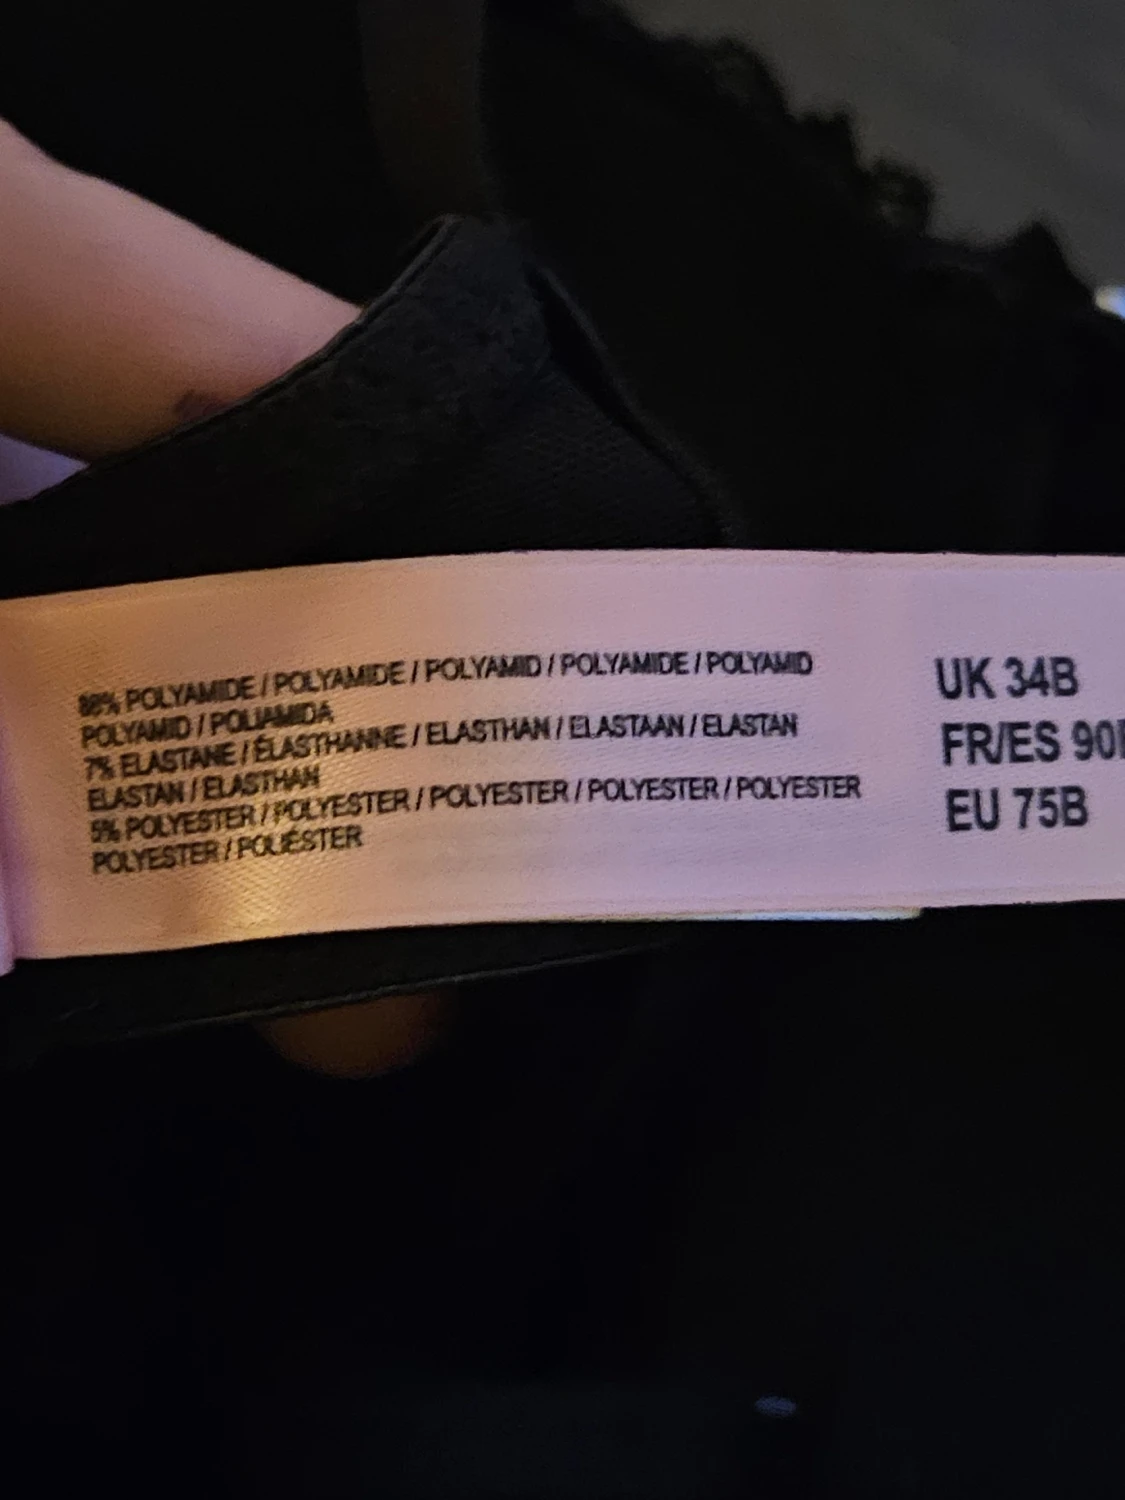 88% POLYAMIDE / POLYAMIDE / POLYAMID / POLYAMIDE / POLYAMID
POLYAMID / POLIAMIDA
7% ELASTANE / ÉLASTHANNE / ELASTHAN / ELASTAAN / ELASTAN
ELASTAN / ELASTHAN
5% POLYESTER / POLYESTER / POLYESTER / POLYESTER / POLYESTER
POLYESTER / POLIÉSTER
UK 34B
FR/ES 90
EU 75B